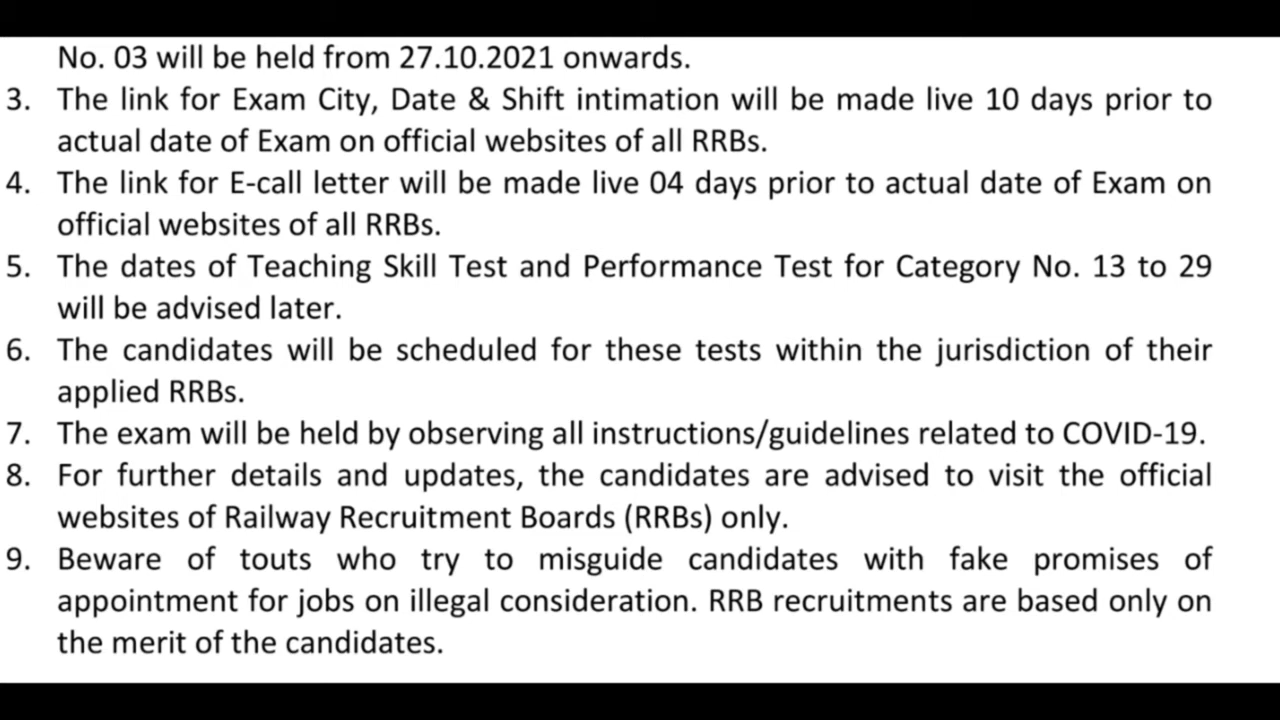 No. 03 will be held from 27.10.2021 onwards.
3. The link for Exam City, Date & Shift intimation will be made live 10 days prior to
actual date of Exam on official websites of all RRBs.
4. The link for E-call letter will be made live 04 days prior to actual date of Exam on
official websites of all RRBs.
5. The dates of Teaching Skill Test and Performance Test for Category No. 13 to 29
will be advised later.
6. The candidates will be scheduled for these tests within the jurisdiction of their
applied RRBs.
7. The exam will be held by observing all instructions/guidelines related to COVID-19.
8. For further details and updates, the candidates are advised to visit the official
websites of Railway Recruitment Boards (RRBs) only.
9. Beware of touts who try to misguide candidates with fake promises of
appointment for jobs on illegal consideration. RRB recruitments are based only on
the merit of the candidates.